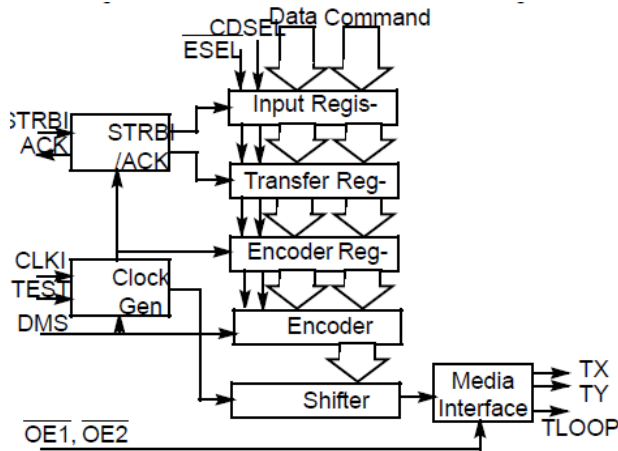 Data Command
CDSEL
ESEL
Input Regis-
STRBI
ACK
STRBI
/ACK
Transfer Reg-
Encoder Reg-
CLKI
TEST
Clock
Gen
DMS
Encoder
Shifter
Media
Interface
TX
TY
TLOOP
OE1, OE2